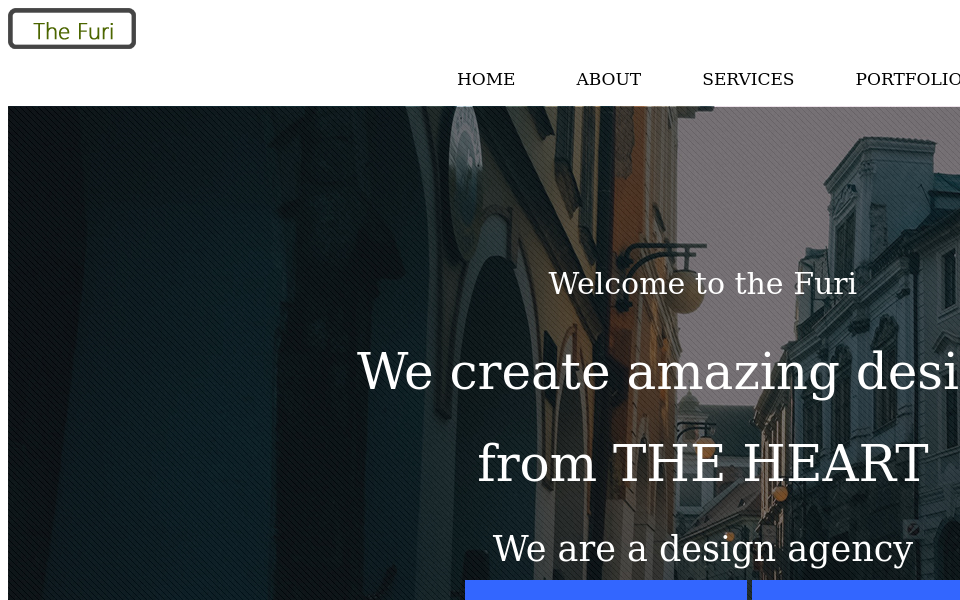 The Furi
HOME ABOUT SERVICES PORTFOLIO
Welcome to the Furi
We create amazing desi
from THE HEART
We are a design agency